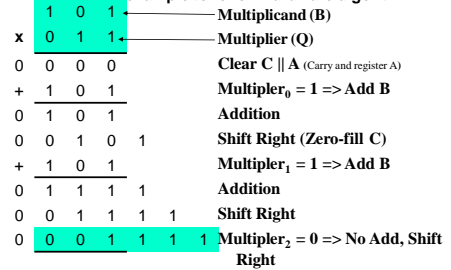 1 0 1 Multiplicand (B)
x 0 1 1 Multiplier (Q)
0 0 0 0 Clear C || A (Carry and register A)
+ 1 0 1 Multipler0 = 1 => Add B
0 1 0 1 Addition
0 0 1 0 1 Shift Right (Zero-fill C)
+ 1 0 1 Multipler1 = 1 => Add B
0 1 1 1 1 Addition
0 0 1 1 1 1 Shift Right
0 0 0 1 1 1 1 Multipler2 = 0 => No Add, Shift
Right